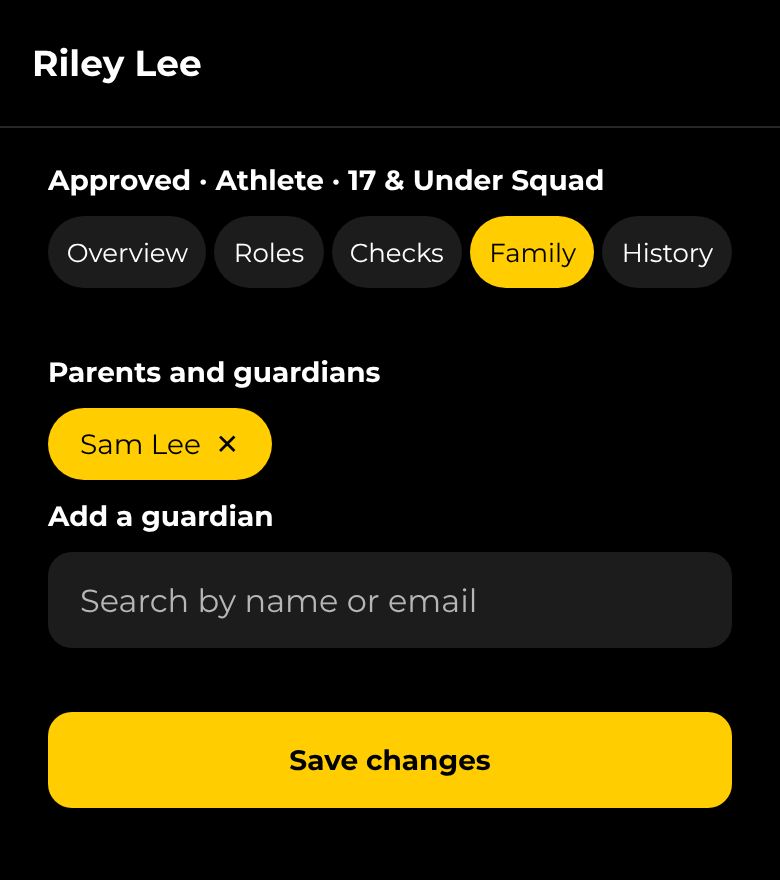 Riley Lee
Approved · Athlete · 17 & Under Squad
Overview Roles Checks Family History
Parents and guardians
Sam Lee ✕
Add a guardian
Search by name or email
Save changes